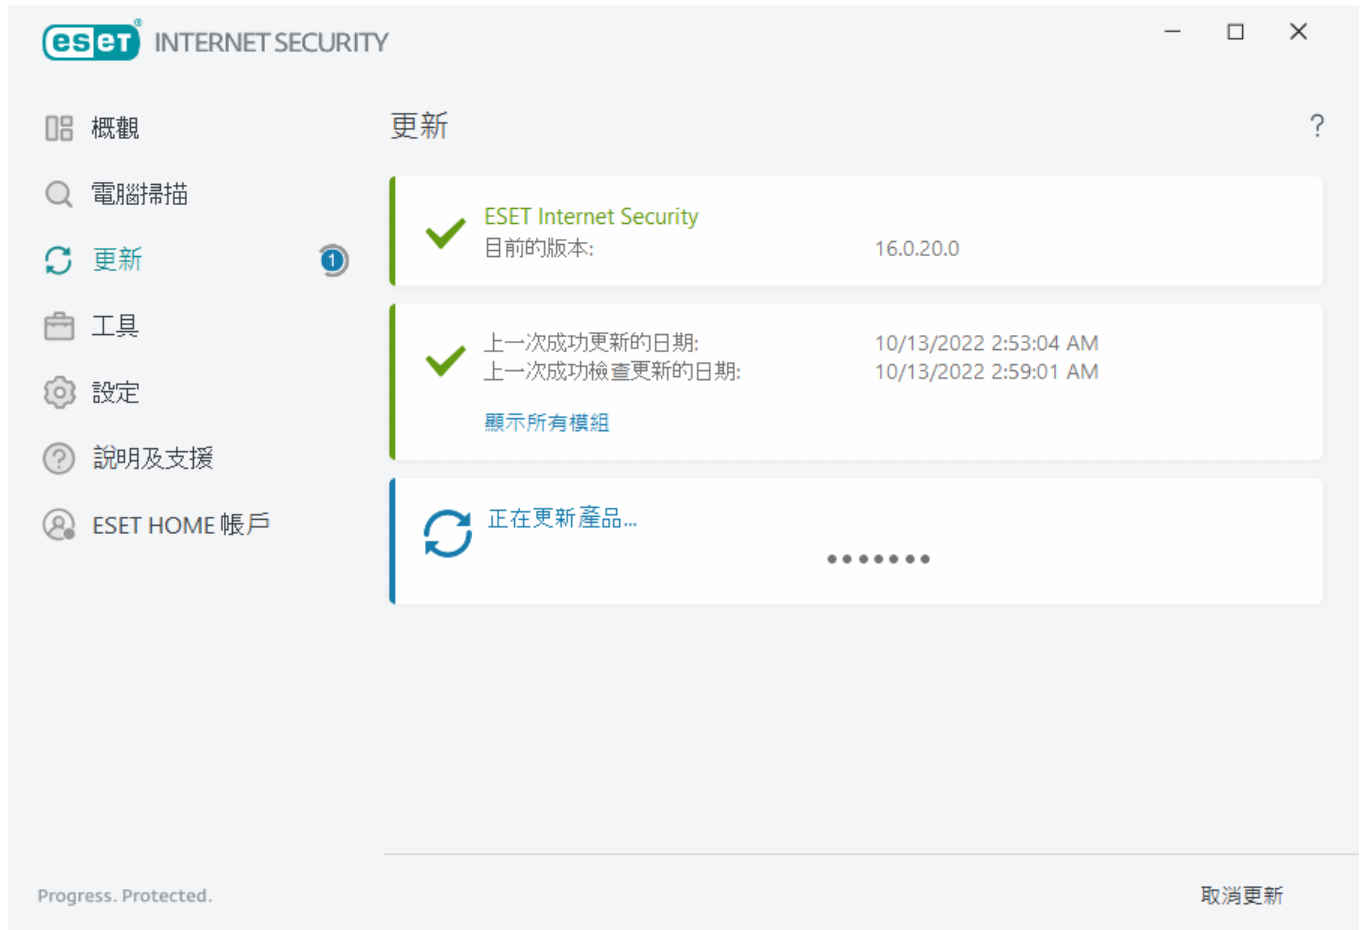 eset® INTERNET SECURITY
概觀
電腦掃描
更新 1
工具
設定
說明及支援
ESET HOME 帳戶
更新
?
ESET Internet Security
目前的版本: 16.0.20.0
上一次成功更新的日期: 10/13/2022 2:53:04 AM
上一次成功檢查更新的日期: 10/13/2022 2:59:01 AM
顯示所有模組
正在更新產品...
Progress. Protected.
取消更新